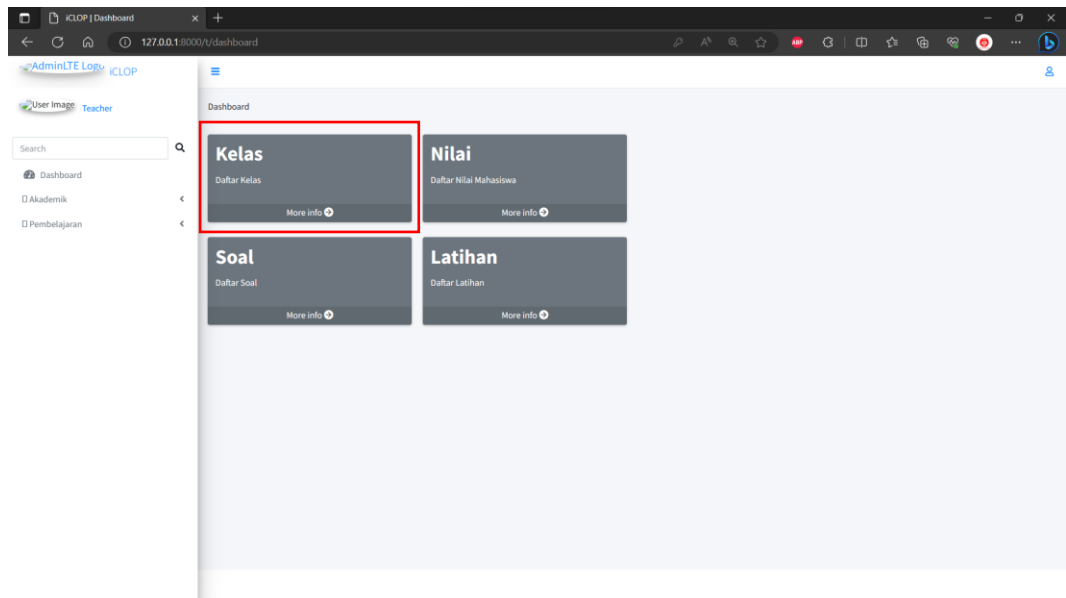 iCLOP | Dashboard
127.0.0.1:8000/t/dashboard
AdminLTE Logo iCLOP
User Image Teacher
Search
Dashboard
Akademik
Pembelajaran
Dashboard
Kelas
Daftar Kelas
More info
Nilai
Daftar Nilai Mahasiswa
More info
Soal
Daftar Soal
More info
Latihan
Daftar Latihan
More info